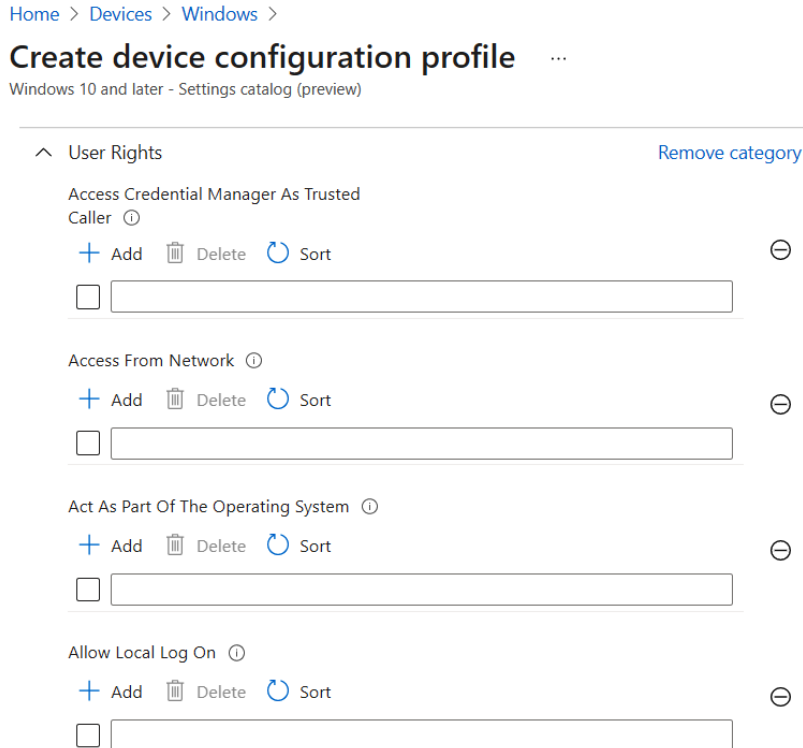 Home > Devices > Windows >
Create device configuration profile ...
Windows 10 and later - Settings catalog (preview)
User Rights Remove category
Access Credential Manager As Trusted
Caller
Add Delete Sort
Access From Network
Add Delete Sort
Act As Part Of The Operating System
Add Delete Sort
Allow Local Log On
Add Delete Sort